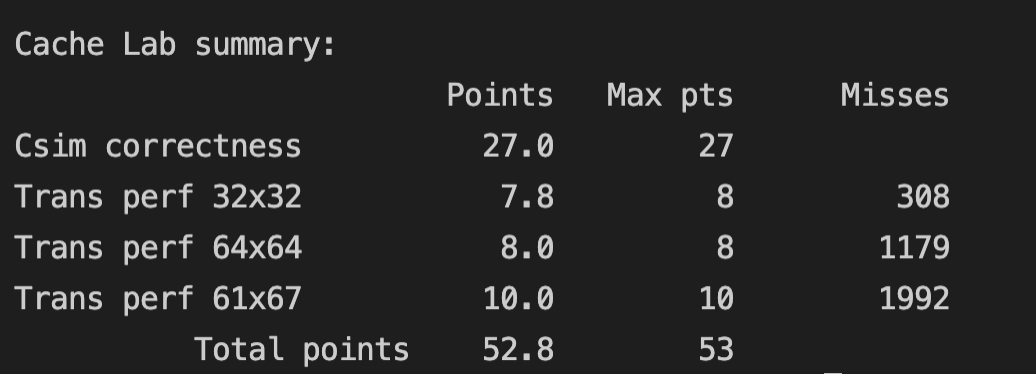 Cache Lab summary:
Points Max pts Misses
Csim correctness 27.0 27
Trans perf 32x32 7.8 8 308
Trans perf 64x64 8.0 8 1179
Trans perf 61x67 10.0 10 1992
Total points 52.8 53